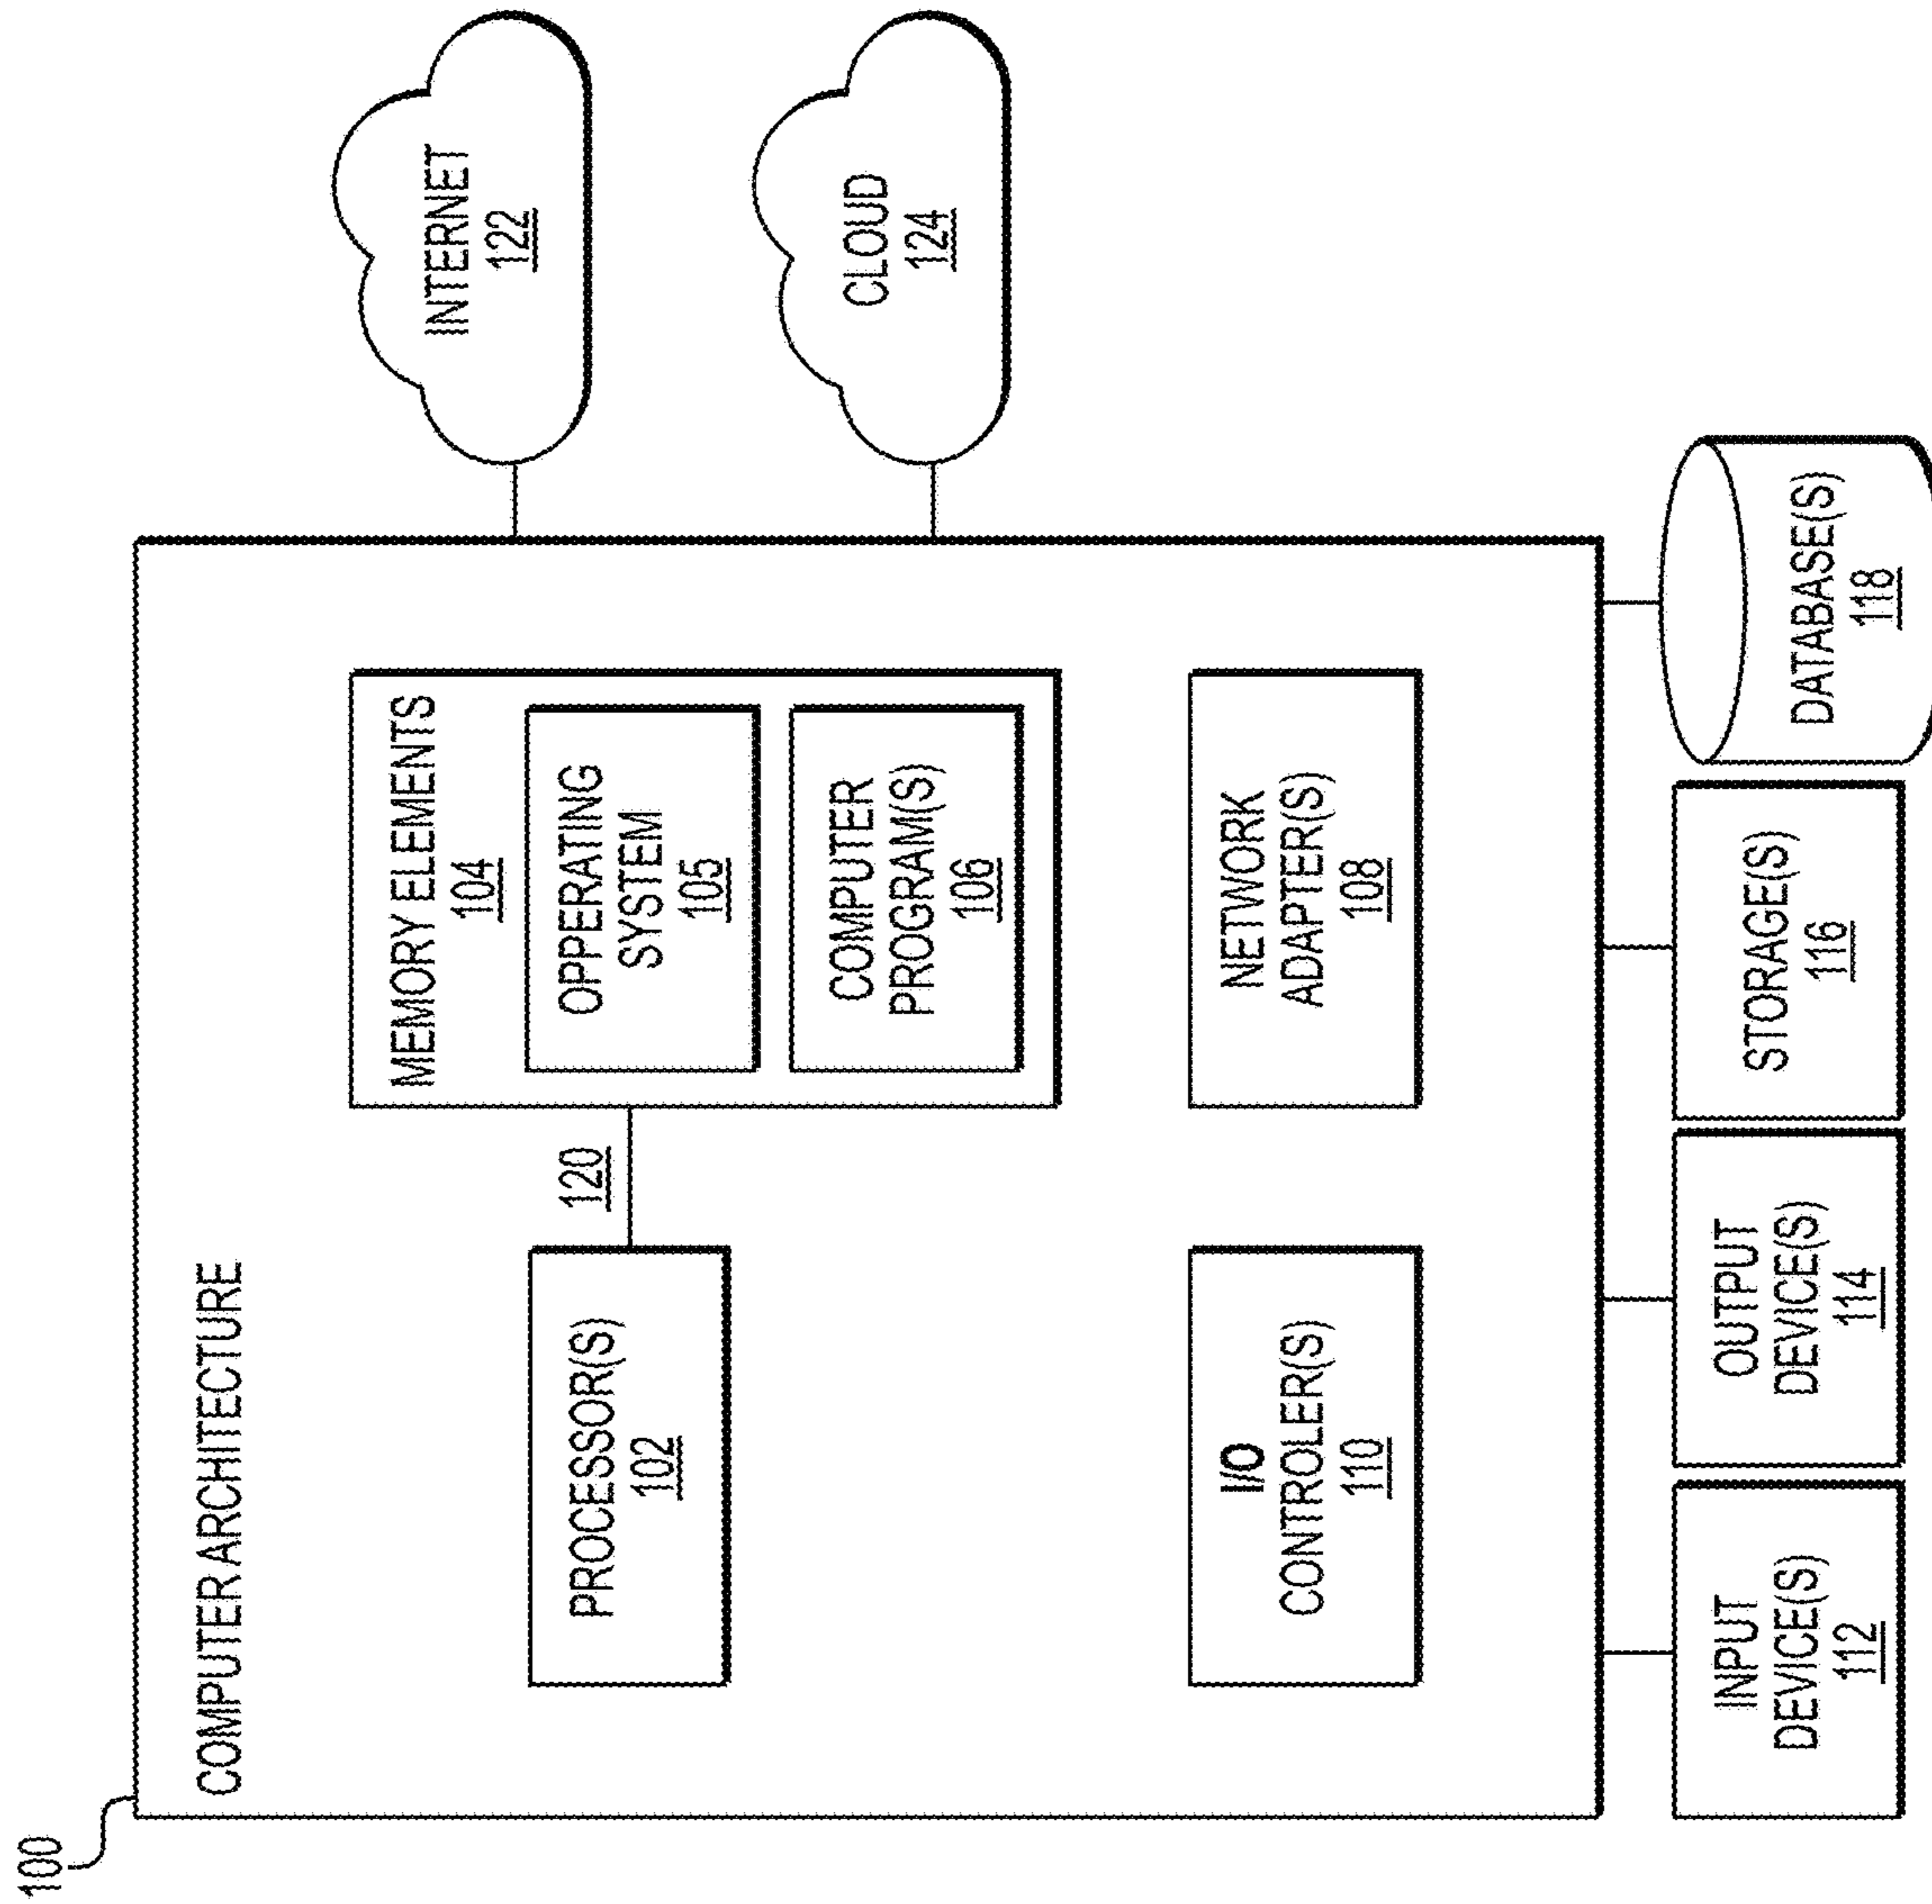 100
COMPUTER ARCHITECTURE
PROCESSOR(S)
102
120
MEMORY ELEMENTS
104
OPPERATING
SYSTEM
105
COMPUTER
PROGRAM(S)
106
I/O
CONTROLER(S)
110
NETWORK
ADAPTER(S)
108
INTERNET
122
CLOUD
124
INPUT
DEVICE(S)
112
OUTPUT
DEVICE(S)
114
STORAGE(S)
116
DATABASE(S)
118